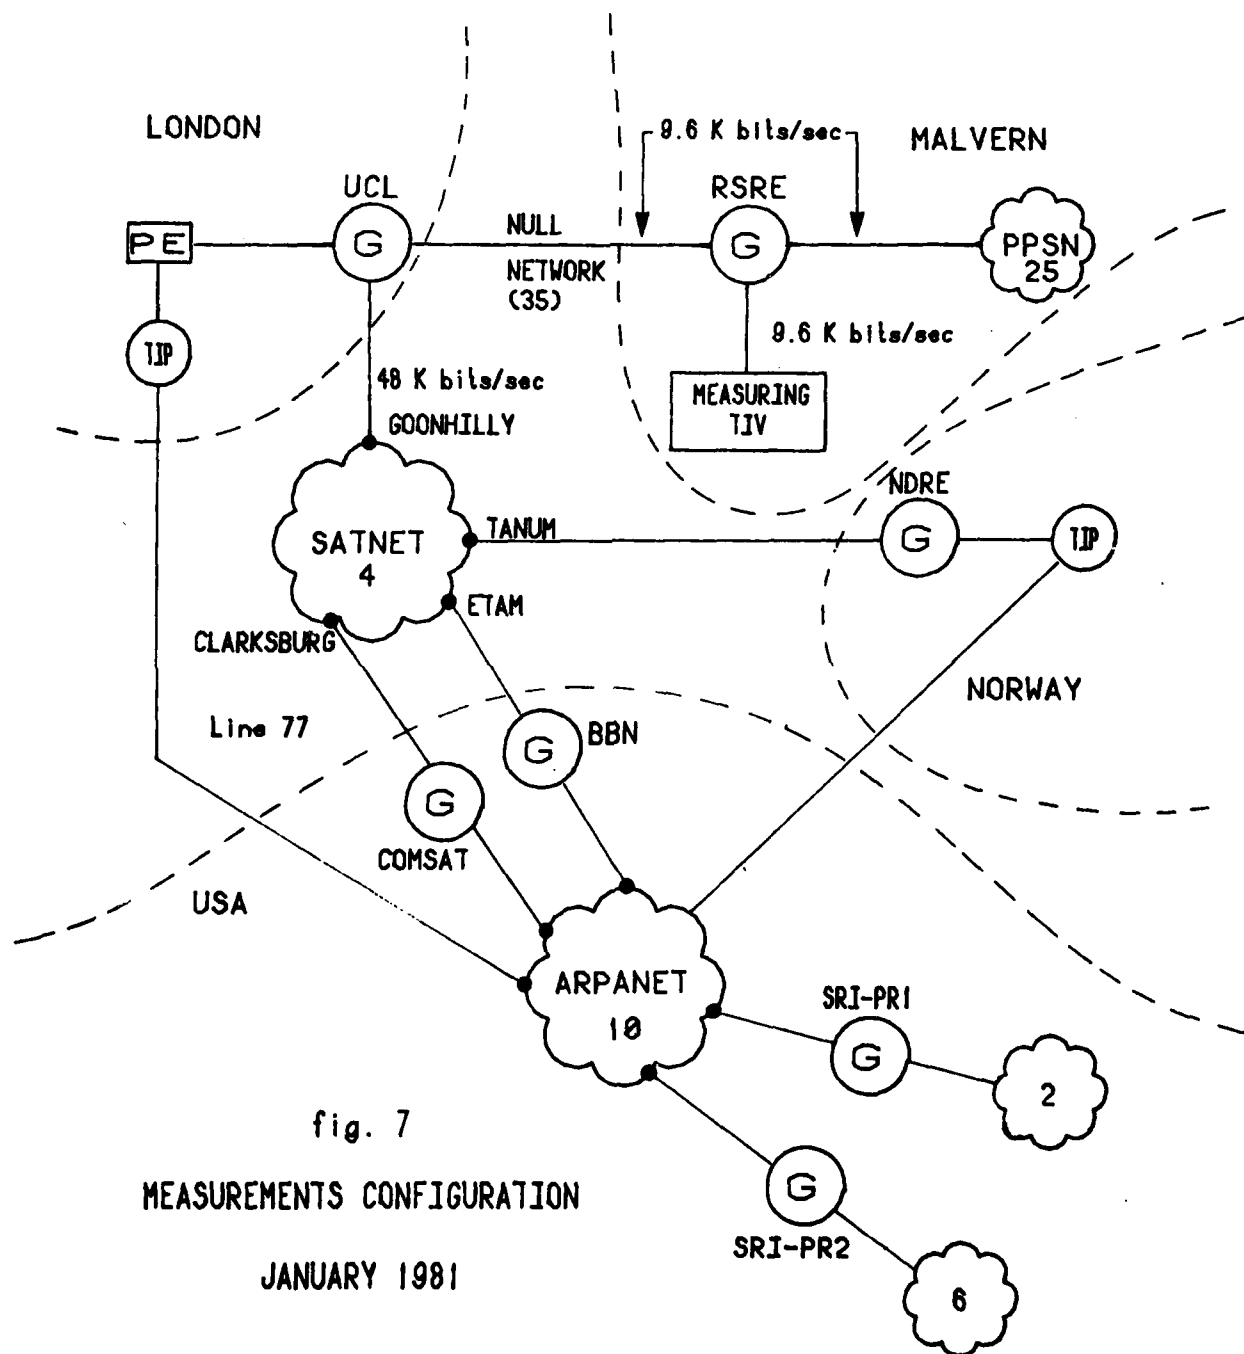 LONDON
9.6 K bits/sec
MALVERN
UCL
RSRE
PE
G
NULL
NETWORK
(35)
G
PPSN
25
TIP
9.6 K bits/sec
48 K bits/sec
MEASURING
TIV
GOONHILLY
NDRE
SATNET
4
TANUM
G
TIP
ETAM
CLARKSBURG
NORWAY
Line 77
G
BBN
G
COMSAT
USA
ARPANET
10
SRI-PR1
G
2
fig. 7
MEASUREMENTS CONFIGURATION
G
SRI-PR2
JANUARY 1981
6